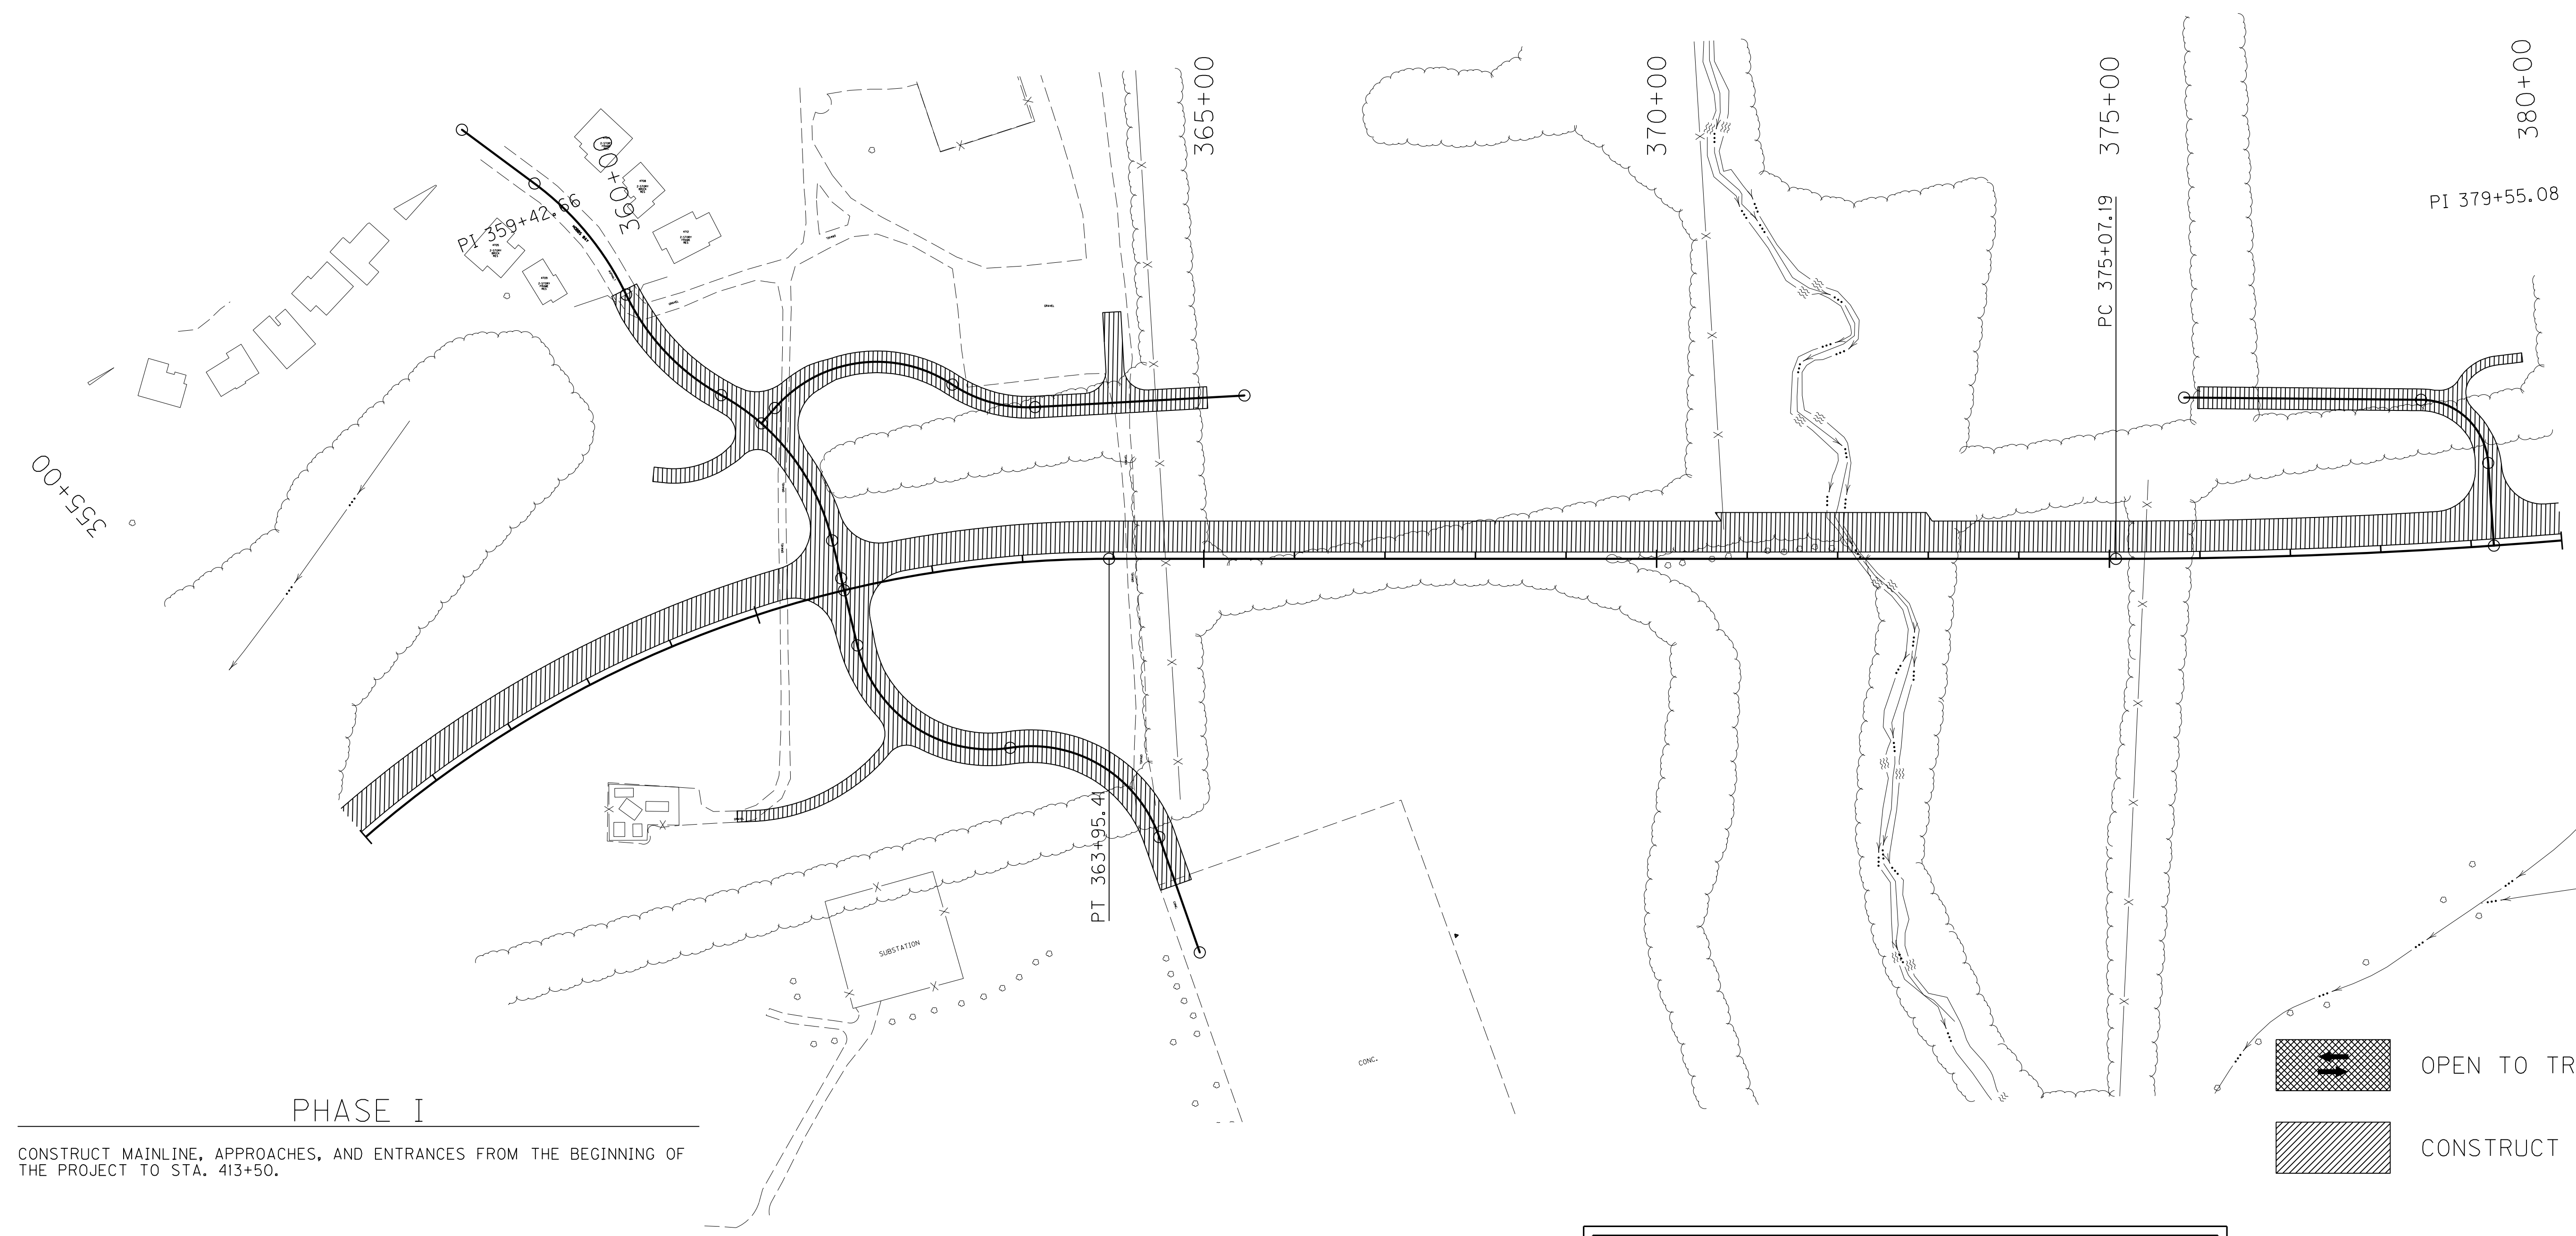 365+00
370+00
375+00
380+00
360+00
PI 359+42.66
PC 375+07.19
PI 379+55.08
355+00
PT 363+95.41
SUBSTATION
CONC.
OPEN TO TR
CONSTRUCT
PHASE I
CONSTRUCT MAINLINE, APPROACHES, AND ENTRANCES FROM THE BEGINNING OF
THE PROJECT TO STA. 413+50.